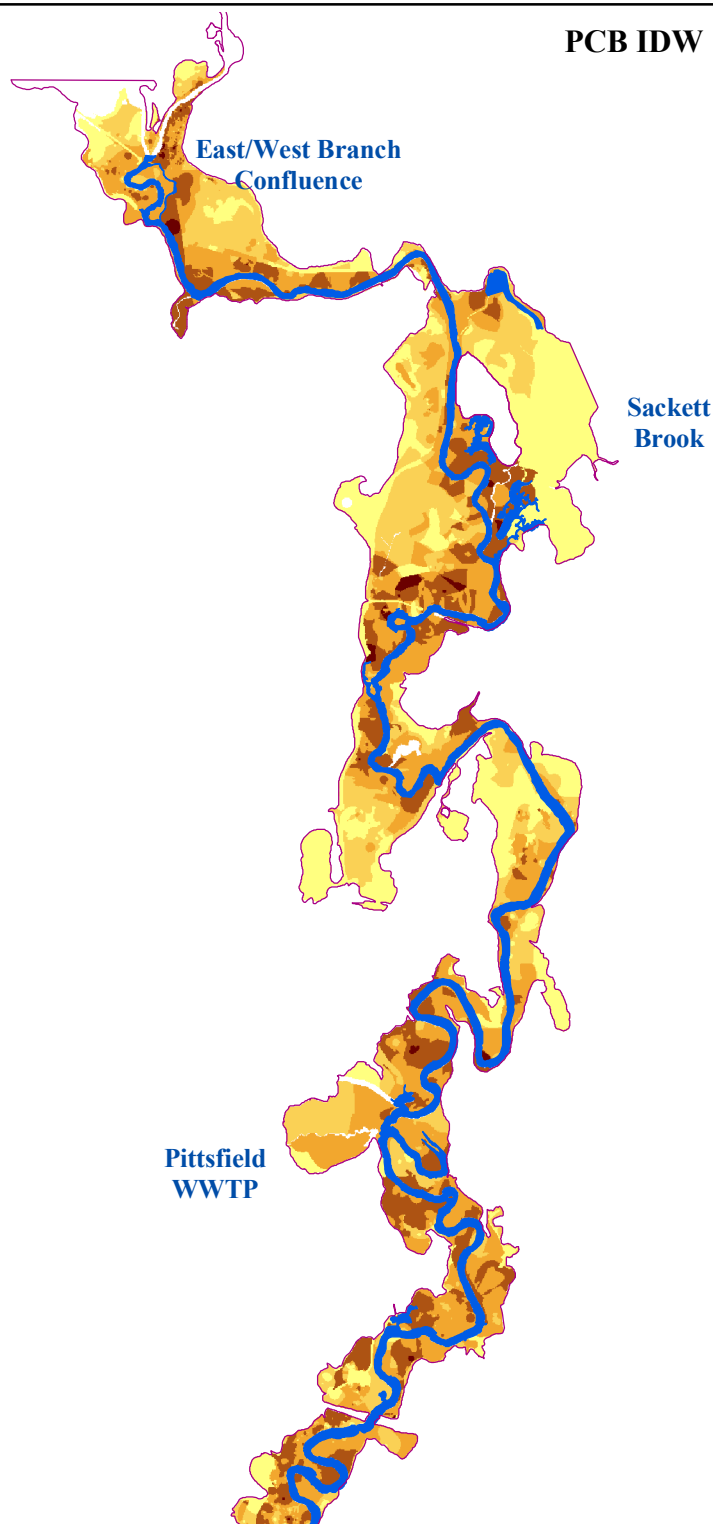 PCB IDW
East/West Branch
Confluence
Sackett
Brook
Pittsfield
WWTP